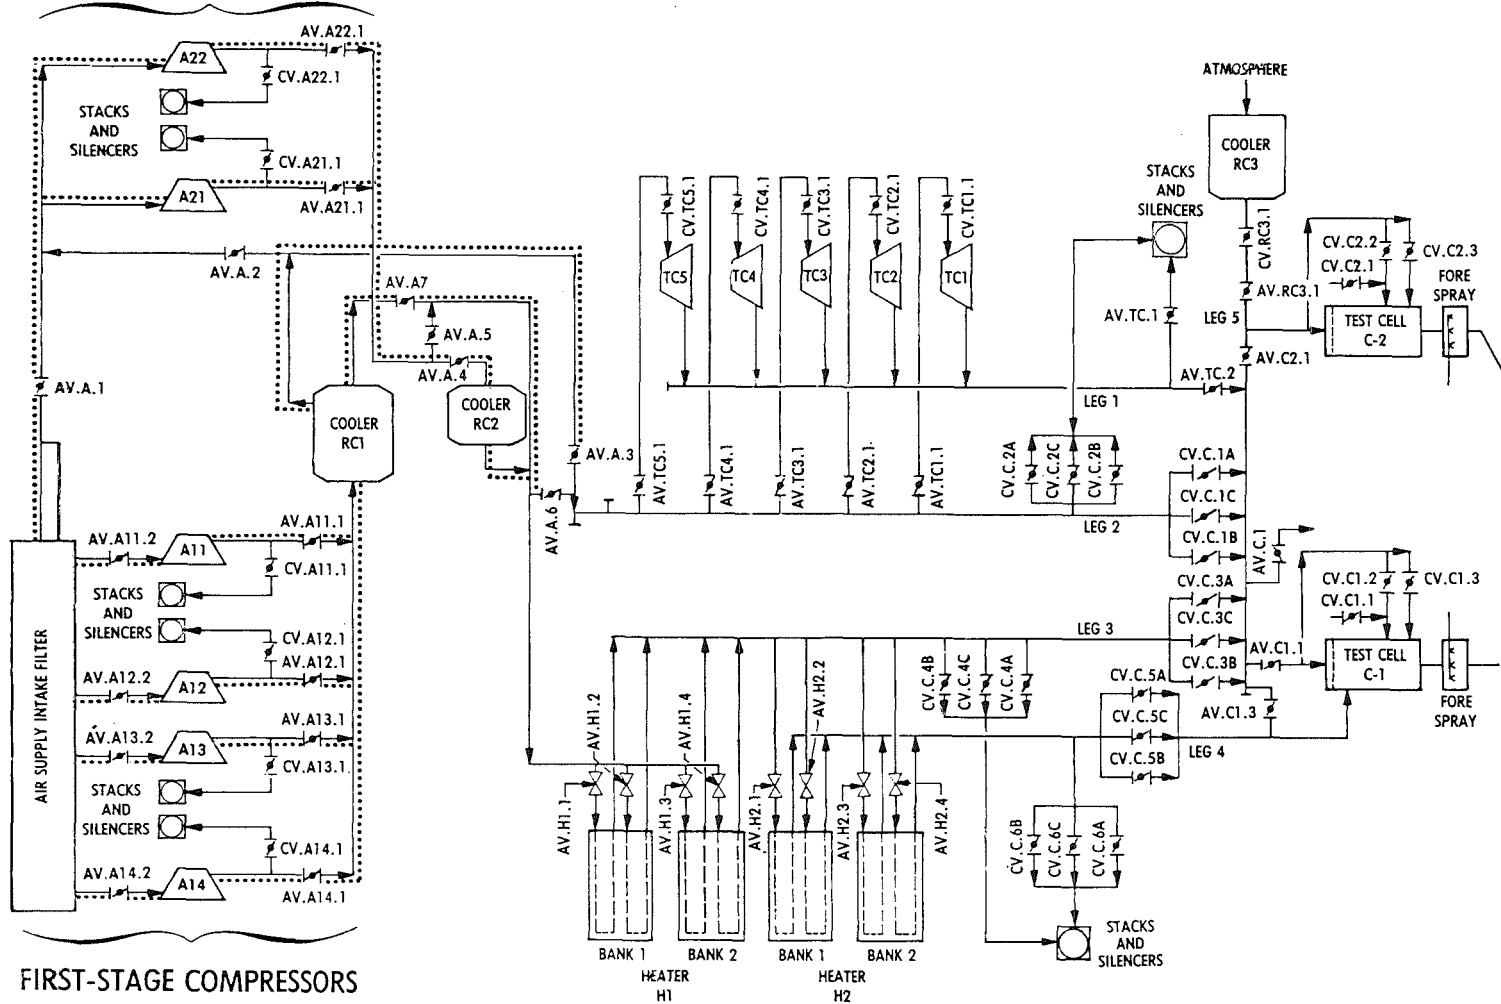 AV.A22.1
A22
CV.A22.1
STACKS
AND
SILENCERS
CV.A21.1
A21
AV.A21.1
AV.A.2
AV.A7
AV.A.5
AV.A.4
AV.A.1
COOLER
RC1
COOLER
RC2
AV.A.3
AV.A.6
AIR SUPPLY INTAKE FILTER
AV.A11.2
A11
AV.A11.1
CV.A11.1
STACKS
AND
SILENCERS
CV.A12.1
AV.A12.1
AV.A12.2
A12
AV.A13.1
AV.A13.2
A13
CV.A13.1
STACKS
AND
SILENCERS
CV.A14.1
AV.A14.2
A14
AV.A14.1
FIRST-STAGE COMPRESSORS
CV.TC5.1
CV.TC4.1
CV.TC3.1
CV.TC2.1
CV.TC1.1
TC5
TC4
TC3
TC2
TC1
AV.TC5.1
AV.TC4.1
AV.TC3.1
AV.TC2.1
AV.TC1.1
LEG 1
LEG 2
CV.C.2A
CV.C.2C
CV.C.2B
STACKS
AND
SILENCERS
AV.TC.1
AV.TC.2
ATMOSPHERE
COOLER
RC3
CV.RC3.1
AV.RC3.1
LEG 5
AV.C2.1
CV.C2.2
CV.C2.1
CV.C2.3
FORE
SPRAY
TEST CELL
C-2
CV.C.1A
CV.C.1C
CV.C.1B
AV.C.1
CV.C.3A
CV.C.3C
CV.C.3B
LEG 3
CV.C1.2
CV.C1.1
CV.C1.3
AV.C1.1
TEST CELL
C-1
FORE
SPRAY
AV.C1.3
CV.C.4B
CV.C.4C
CV.C.4A
CV.C.5A
CV.C.5C
CV.C.5B
LEG 4
AV.H1.2
AV.H1.4
AV.H2.2
AV.H1.1
AV.H1.3
AV.H2.1
AV.H2.3
AV.H2.4
CV.C.6B
CV.C.6C
CV.C.6A
STACKS
AND
SILENCERS
BANK 1
BANK 2
BANK 1
BANK 2
HEATER
H1
HEATER
H2